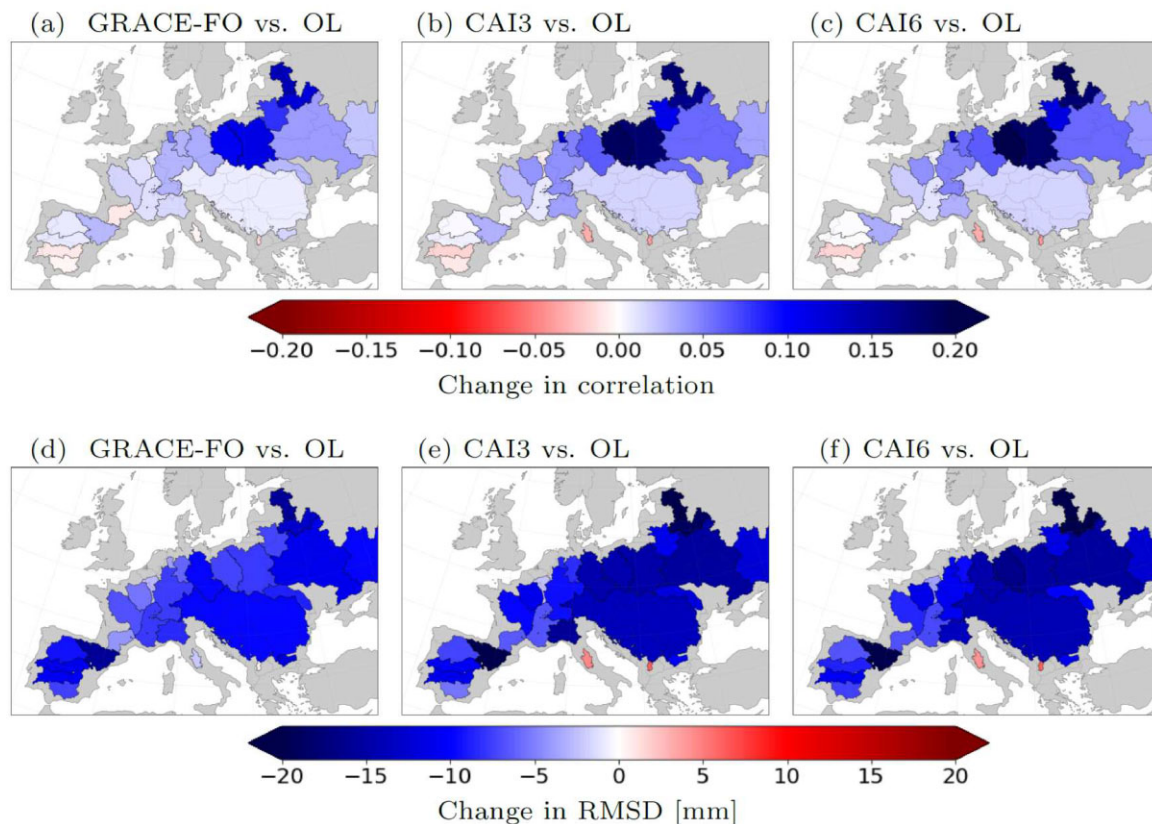 (a) GRACE-FO vs. OL (b) CAI3 vs. OL (c) CAI6 vs. OL
−0.20 −0.15 −0.10 −0.05 0.00 0.05 0.10 0.15 0.20
Change in correlation
(d) GRACE-FO vs. OL (e) CAI3 vs. OL (f) CAI6 vs. OL
−20 −15 −10 −5 0 5 10 15 20
Change in RMSD [mm]